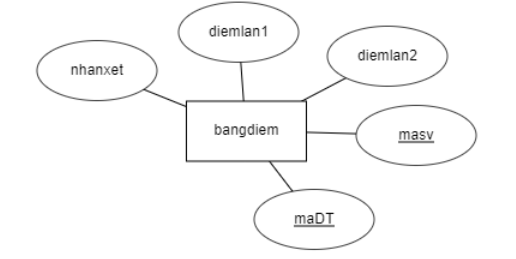 diemlan1
diemlan2
nhanxet
bangdiem
masv
maDT